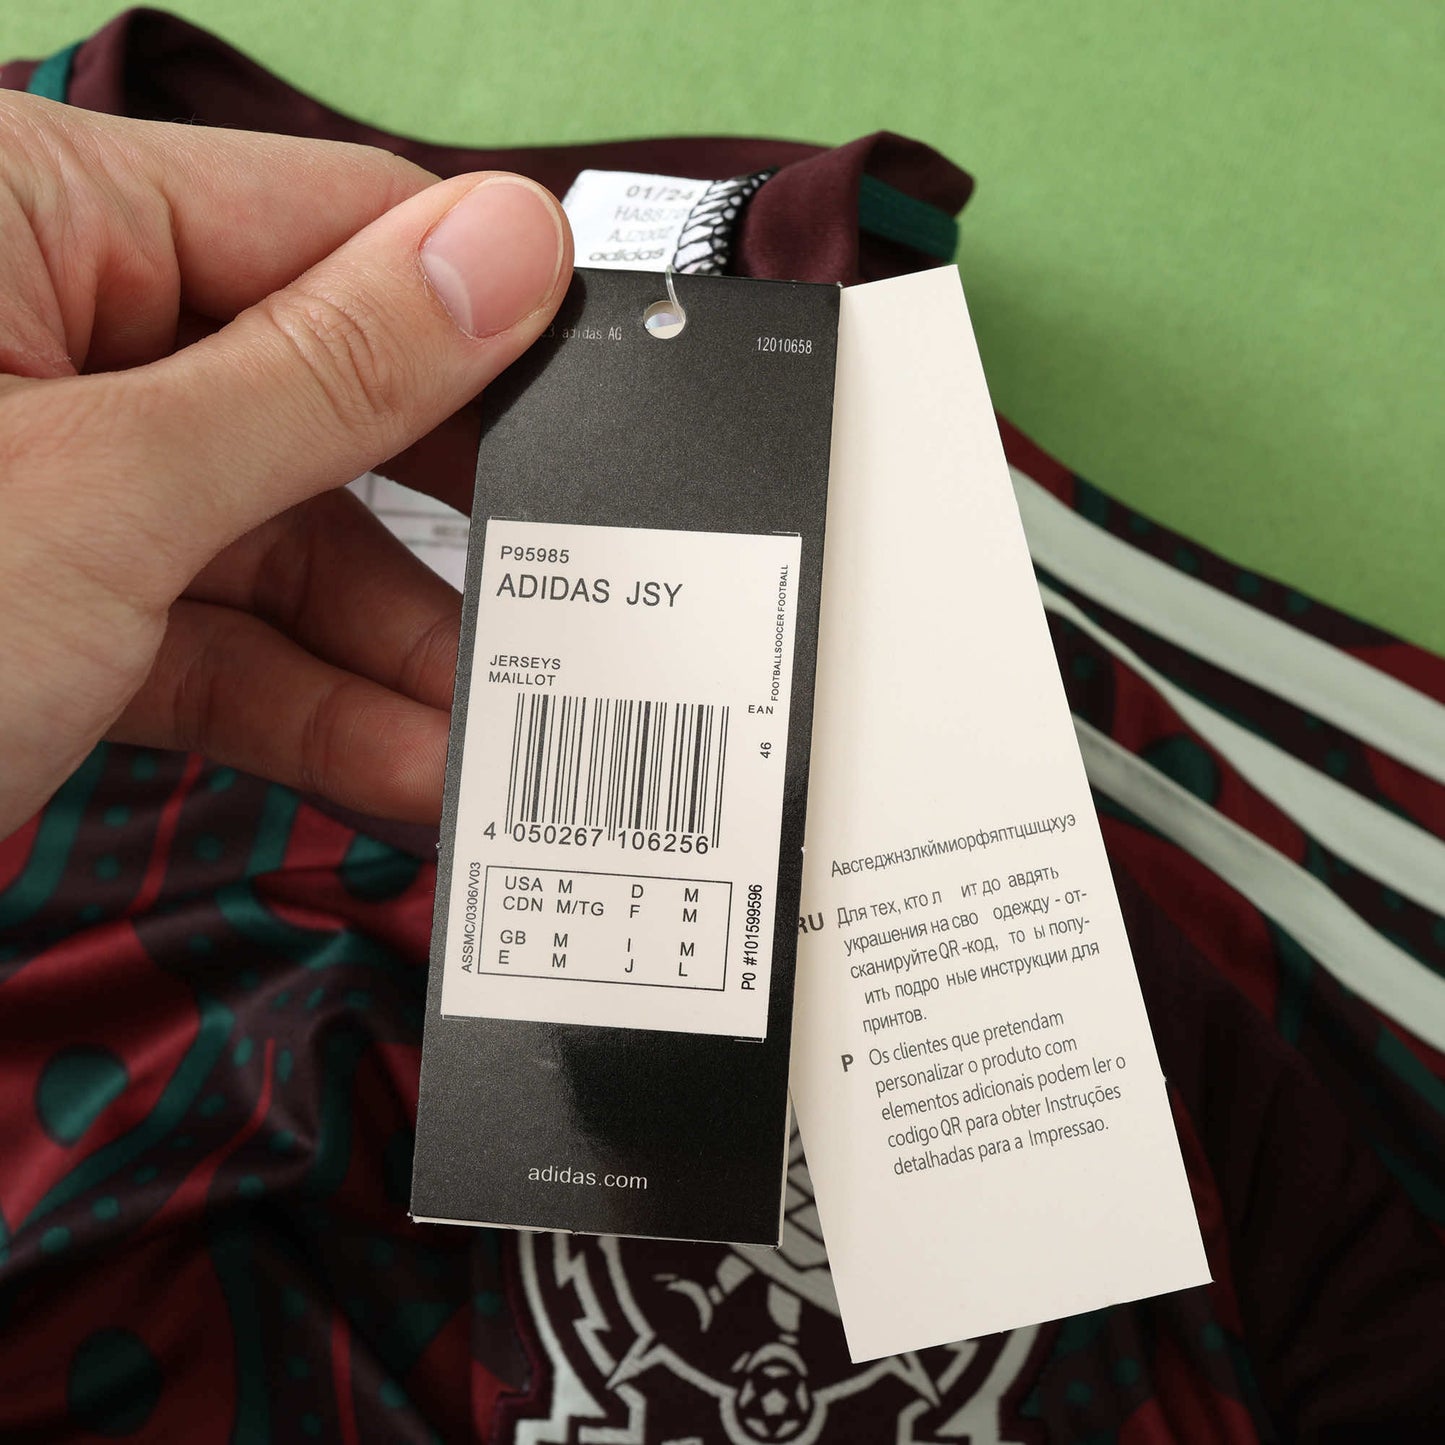 01/24
adidas
adidas AG
12010658
P95985
ADIDAS JSY
FOOTBALLSOOCER FOOTBALL
JERSEYS
MAILLOT
EAN
46
4 050267 106256
ASSMC/0306/V03
USA M D M
CDN M/TG F M
GB M I M
E M J L
PO #101599596
adidas.com
Авсгеджнзлкймиорфяптцшщхуэ
RU Для тех, кто л ит до авдять
украшения на сво одежду - от-
сканируйте QR -код, то ы попу-
ить подро ные инструкции для
принтов.
P Os clientes que pretendam
personalizar o produto com
elementos adicionais podem ler o
codigo QR para obter Instruções
detalhadas para a Impressao.